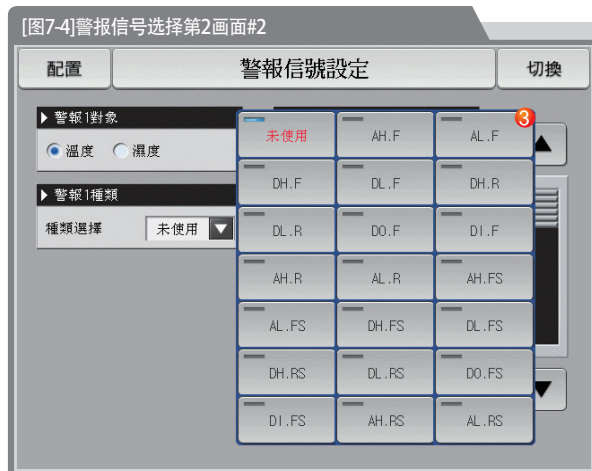 [图7-4]警报信号选择第2画面#2
配置
警報信號設定
切換
警報1對象
溫度
濕度
警報1種類
種類選擇
未使用
3
未使用
AH.F
AL.F
DH.F
DL.F
DH.R
DL.R
DO.F
DI.F
AH.R
AL.R
AH.FS
AL.FS
DH.FS
DL.FS
DH.RS
DL.RS
DO.FS
DI.FS
AH.RS
AL.RS